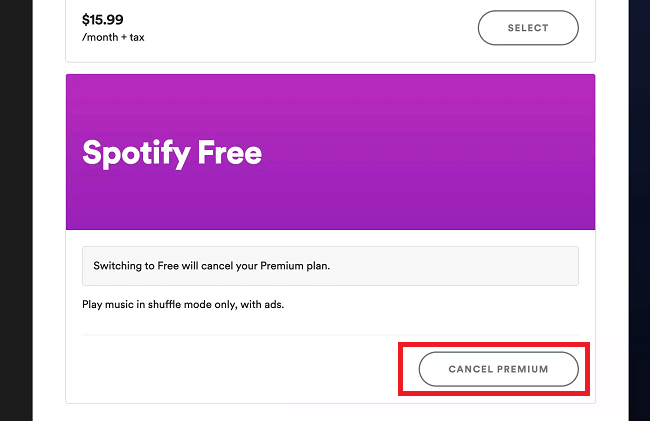 $15.99
/month + tax
SELECT
Spotify Free
Switching to Free will cancel your Premium plan.
Play music in shuffle mode only, with ads.
CANCEL PREMIUM